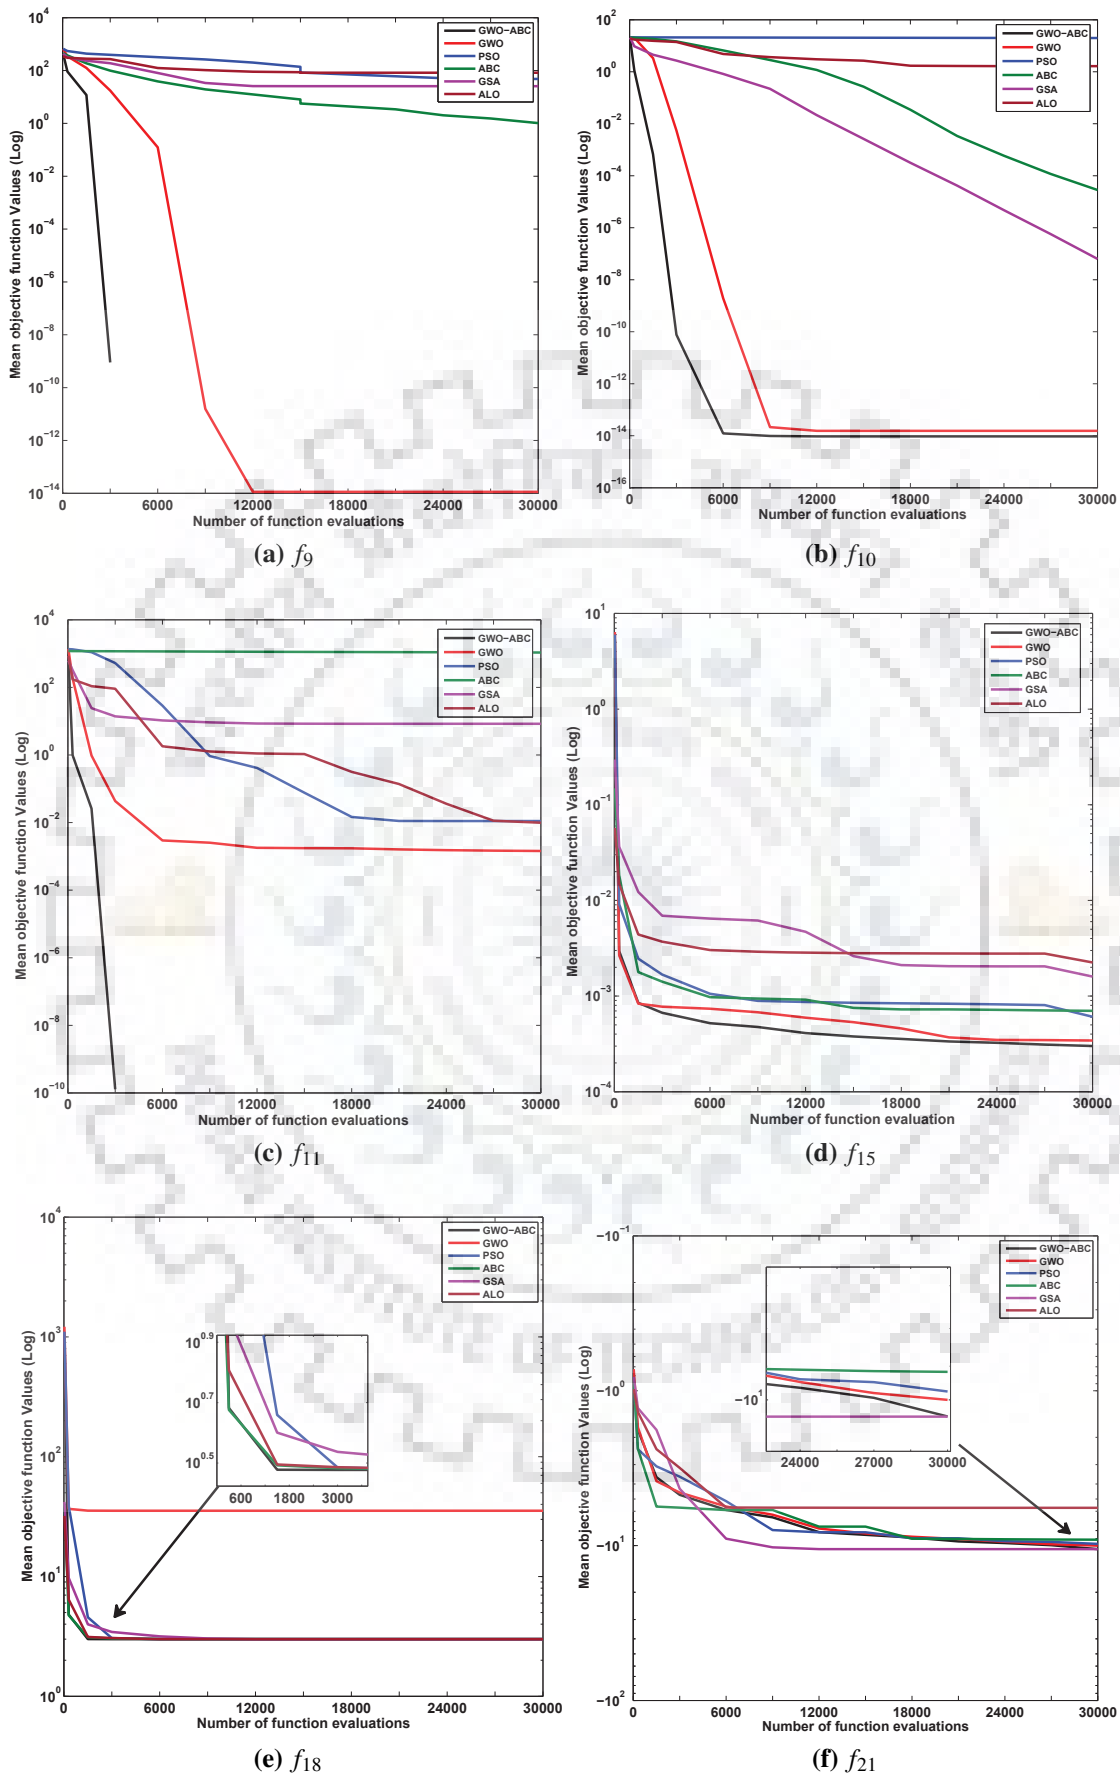 10^4
10^2
10^0
10^-2
10^-4
10^-6
10^-8
10^-10
10^-12
10^-14
Mean objective function Values (Log)
GWO-ABC
GWO
PSO
ABC
GSA
ALO
0 6000 12000 18000 24000 30000
Number of function evaluations
(a) f9
10^2
10^0
10^-2
10^-4
10^-6
10^-8
10^-10
10^-12
10^-14
10^-16
Mean objective function Values (Log)
GWO-ABC
GWO
PSO
ABC
GSA
ALO
0 6000 12000 18000 24000 30000
Number of function evaluations
(b) f10
10^4
10^2
10^0
10^-2
10^-4
10^-6
10^-8
10^-10
Mean objective function Values (Log)
GWO-ABC
GWO
PSO
ABC
GSA
ALO
0 6000 12000 18000 24000 30000
Number of function evaluations
(c) f11
10^1
10^0
10^-1
10^-2
10^-3
10^-4
Mean objective function Values (Log)
GWO-ABC
GWO
PSO
ABC
GSA
ALO
0 6000 12000 18000 24000 30000
Number of function evaluation
(d) f15
10^4
10^3
10^2
10^1
10^0
Mean objective function Values (Log)
GWO-ABC
GWO
PSO
ABC
GSA
ALO
10^0.9
10^0.7
10^0.5
600 1800 3000
0 6000 12000 18000 24000 30000
Number of function evaluations
(e) f18
-10^-1
-10^0
-10^1
-10^2
Mean objective function Values (Log)
GWO-ABC
GWO
PSO
ABC
GSA
ALO
-10^1
24000 27000 30000
0 6000 12000 18000 24000 30000
Number of function evaluations
(f) f21